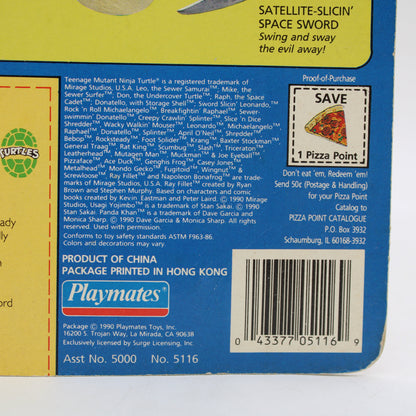 SATELLITE-SLICIN'
SPACE SWORD
Swing and sway
the evil away!
Teenage Mutant Ninja Turtle® is a registered trademark of
Mirage Studios, U.S.A. Leo, the Sewer Samurai™; Mike, the
Sewer Surfer™, Don, the Undercover Turtle™, Raph, the Space
Cadet™; Donatello, with Storage Shell™; Sword Slicin' Leonardo,™
Rock 'n Roll Michaelangelo™, Breakfightin' Raphael™, Sewer
swimmin' Donatello™, Creepy Crawlin' Splinter™, Slice 'n Dice
Shredder™, Wacky Walkin' Mouser™, Leonardo™, Michaelangelo™
Raphael™, Donatello™, Splinter™, April O'Neil™, Shredder™,
Bebop™, Rocksteady™, Foot Soldier™, Krang™, Baxter Stockman™
General Traag™, Rat King™, Scumbug™, Slash™, Triceraton™
Leatherhead™, Mutagen Man™, Muckman™ & Joe Eyeball™,
Pizzaface™, Ace Duck™, Genghis Frog™, Casey Jones™,
Metalhead™, Mondo Gecko™, Fugitoid™, Wingnut™ &
Screwloose™, Ray Fillet™ and Napoleon Bonafrog™ are trade-
marks of Mirage Studios, U.S.A. Ray Fillet™ created by Ryan
Brown and Stephen Murphy. Based on characters and comic
books created by Kevin Eastman and Peter Laird. © 1990 Mirage
Studios, Usagi Yojimbo™ is a trademark of Stan Sakai. © 1990
Stan Sakai. Panda Khan™ is a trademark of Dave Garcia and
Monica Sharp. © 1990 Dave Garcia & Monica Sharp. All rights
reserved. Used with permission.
Conforms to toy safety standards ASTM F963-86.
Colors and decorations may vary.
PRODUCT OF CHINA
PACKAGE PRINTED IN HONG KONG
Playmates®
Package © 1990 Playmates Toys, Inc.
16200 S. Trojan Way, La Mirada, CA 90638
Exclusively licensed by Surge Licensing, Inc.
Asst No. 5000 No. 5116
Proof-of-Purchase
SAVE
1 Pizza Point
Don't eat 'em, Redeem 'em!
Send 50¢ (Postage & Handling)
for your Pizza Point
Catalog to
PIZZA POINT CATALOGUE
P.O. Box 3932
Schaumburg, IL 60168-3932
0 43377 05116 9
TURTLES
ady
lly
ord